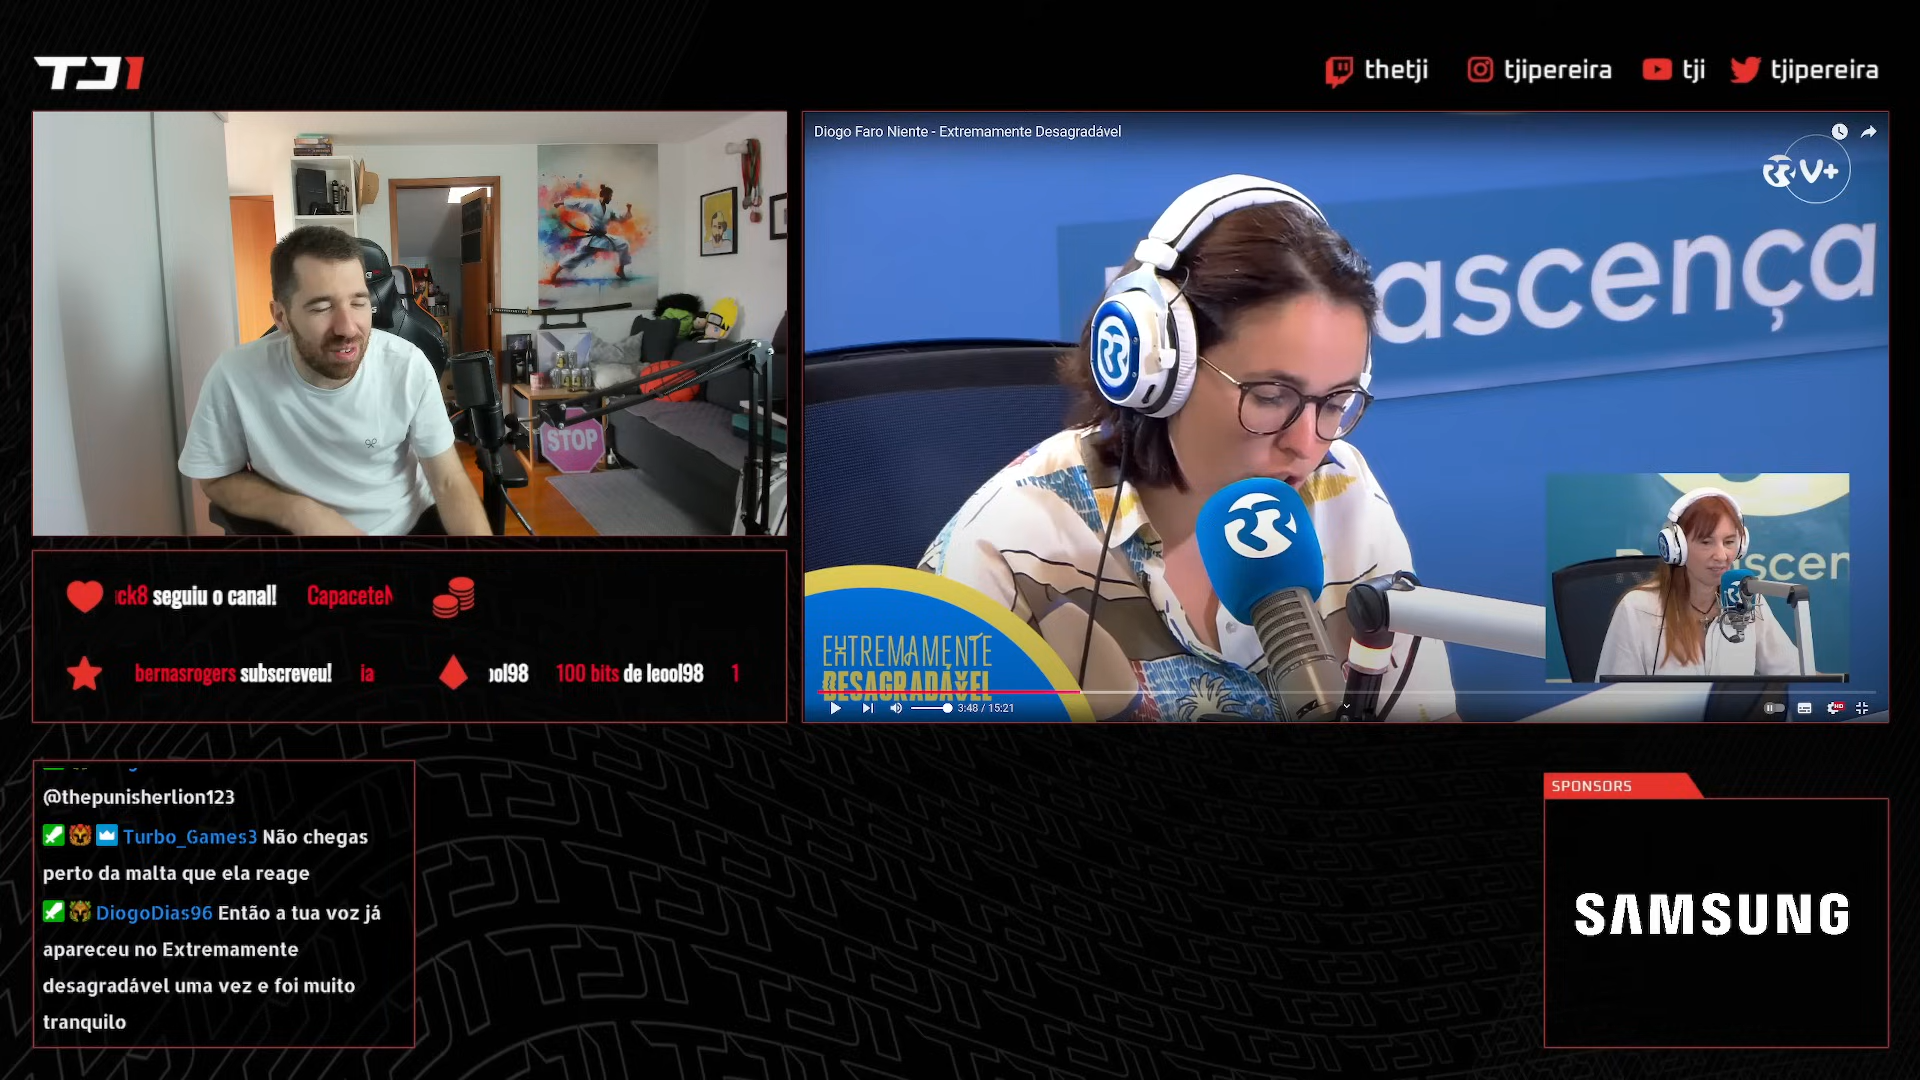 TJ1
thetji
tjipereira
tji
tjipereira
Diogo Faro Niente - Extremamente Desagradável
V+
ascença
STOP
EXTREMAMENTE
DESAGRADÁVEL
3:48 / 15:21
HD
ck8 seguiu o canal!
bernasrogers subscreveu! ia
ool98 100 bits de leool98 1
@thepunisherlion123
Turbo_Games3 Não chegas
perto da malta que ela reage
DiogoDias96 Então a tua voz já
apareceu no Extremamente
desagradável uma vez e foi muito
tranquilo
SPONSORS
SAMSUNG